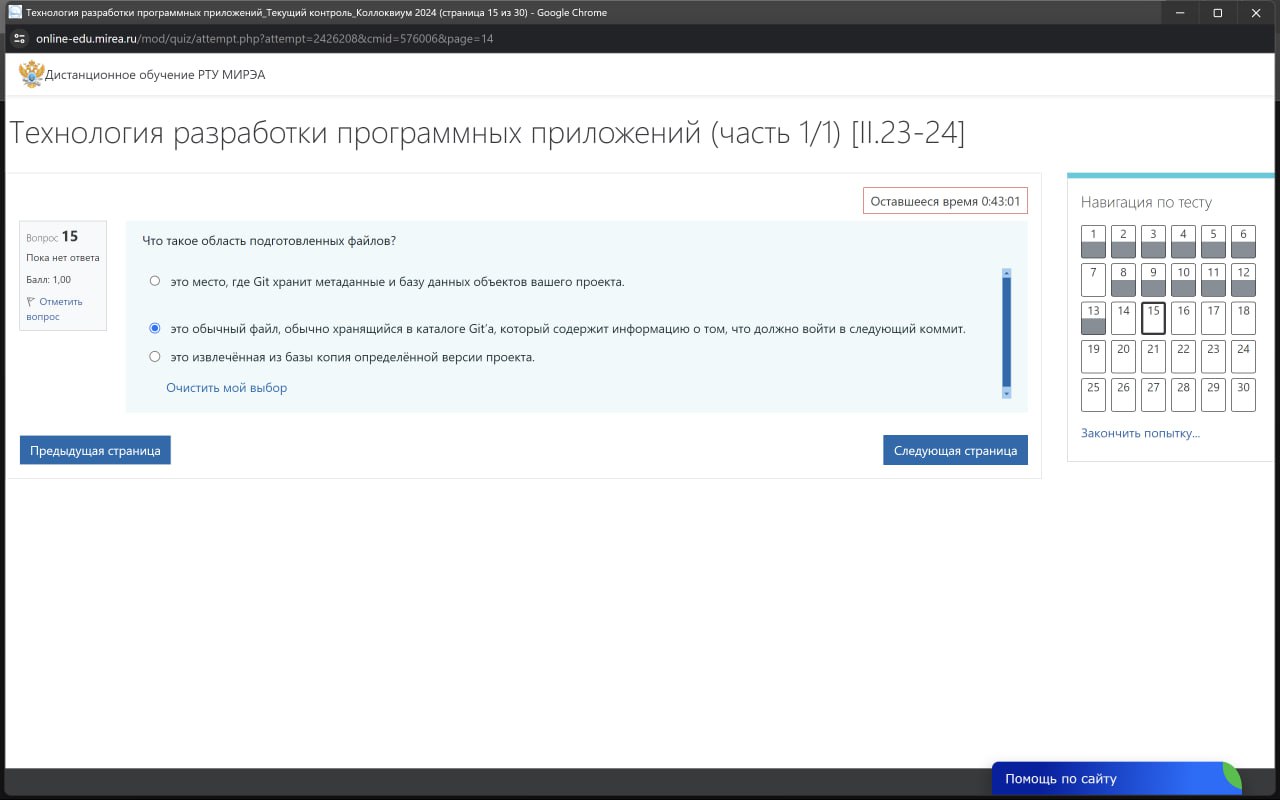 Технология разработки программных приложений_Текущий контроль_Коллоквиум 2024 (страница 15 из 30) - Google Chrome
online-edu.mirea.ru/mod/quiz/attempt.php?attempt=2426208&cmid=576006&page=14
Дистанционное обучение РТУ МИРЭА
Технология разработки программных приложений (часть 1/1) [II.23-24]
Оставшееся время 0:43:01
Вопрос 15
Пока нет ответа
Балл: 1,00
Отметить
вопрос
Что такое область подготовленных файлов?
это место, где Git хранит метаданные и базу данных объектов вашего проекта.
это обычный файл, обычно хранящийся в каталоге Git'а, который содержит информацию о том, что должно войти в следующий коммит.
это извлечённая из базы копия определённой версии проекта.
Очистить мой выбор
Предыдущая страница
Следующая страница
Навигация по тесту
1 2 3 4 5 6
7 8 9 10 11 12
13 14 15 16 17 18
19 20 21 22 23 24
25 26 27 28 29 30
Закончить попытку...
Помощь по сайту